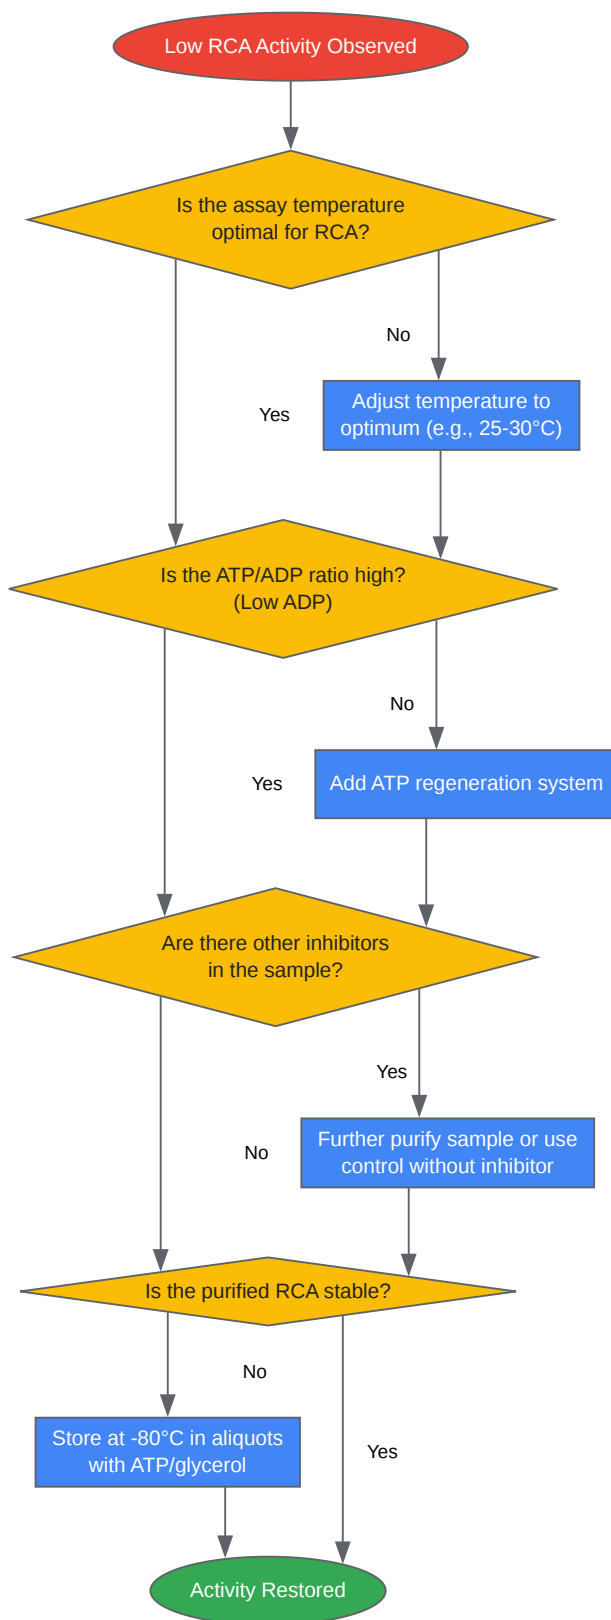 Low RCA Activity Observed
Is the assay temperature
optimal for RCA?
No
Adjust temperature to
optimum (e.g., 25-30°C)
Yes
Is the ATP/ADP ratio high?
(Low ADP)
No
Add ATP regeneration system
Yes
Are there other inhibitors
in the sample?
Yes
Further purify sample or use
control without inhibitor
No
Is the purified RCA stable?
No
Store at -80°C in aliquots
with ATP/glycerol
Yes
Activity Restored